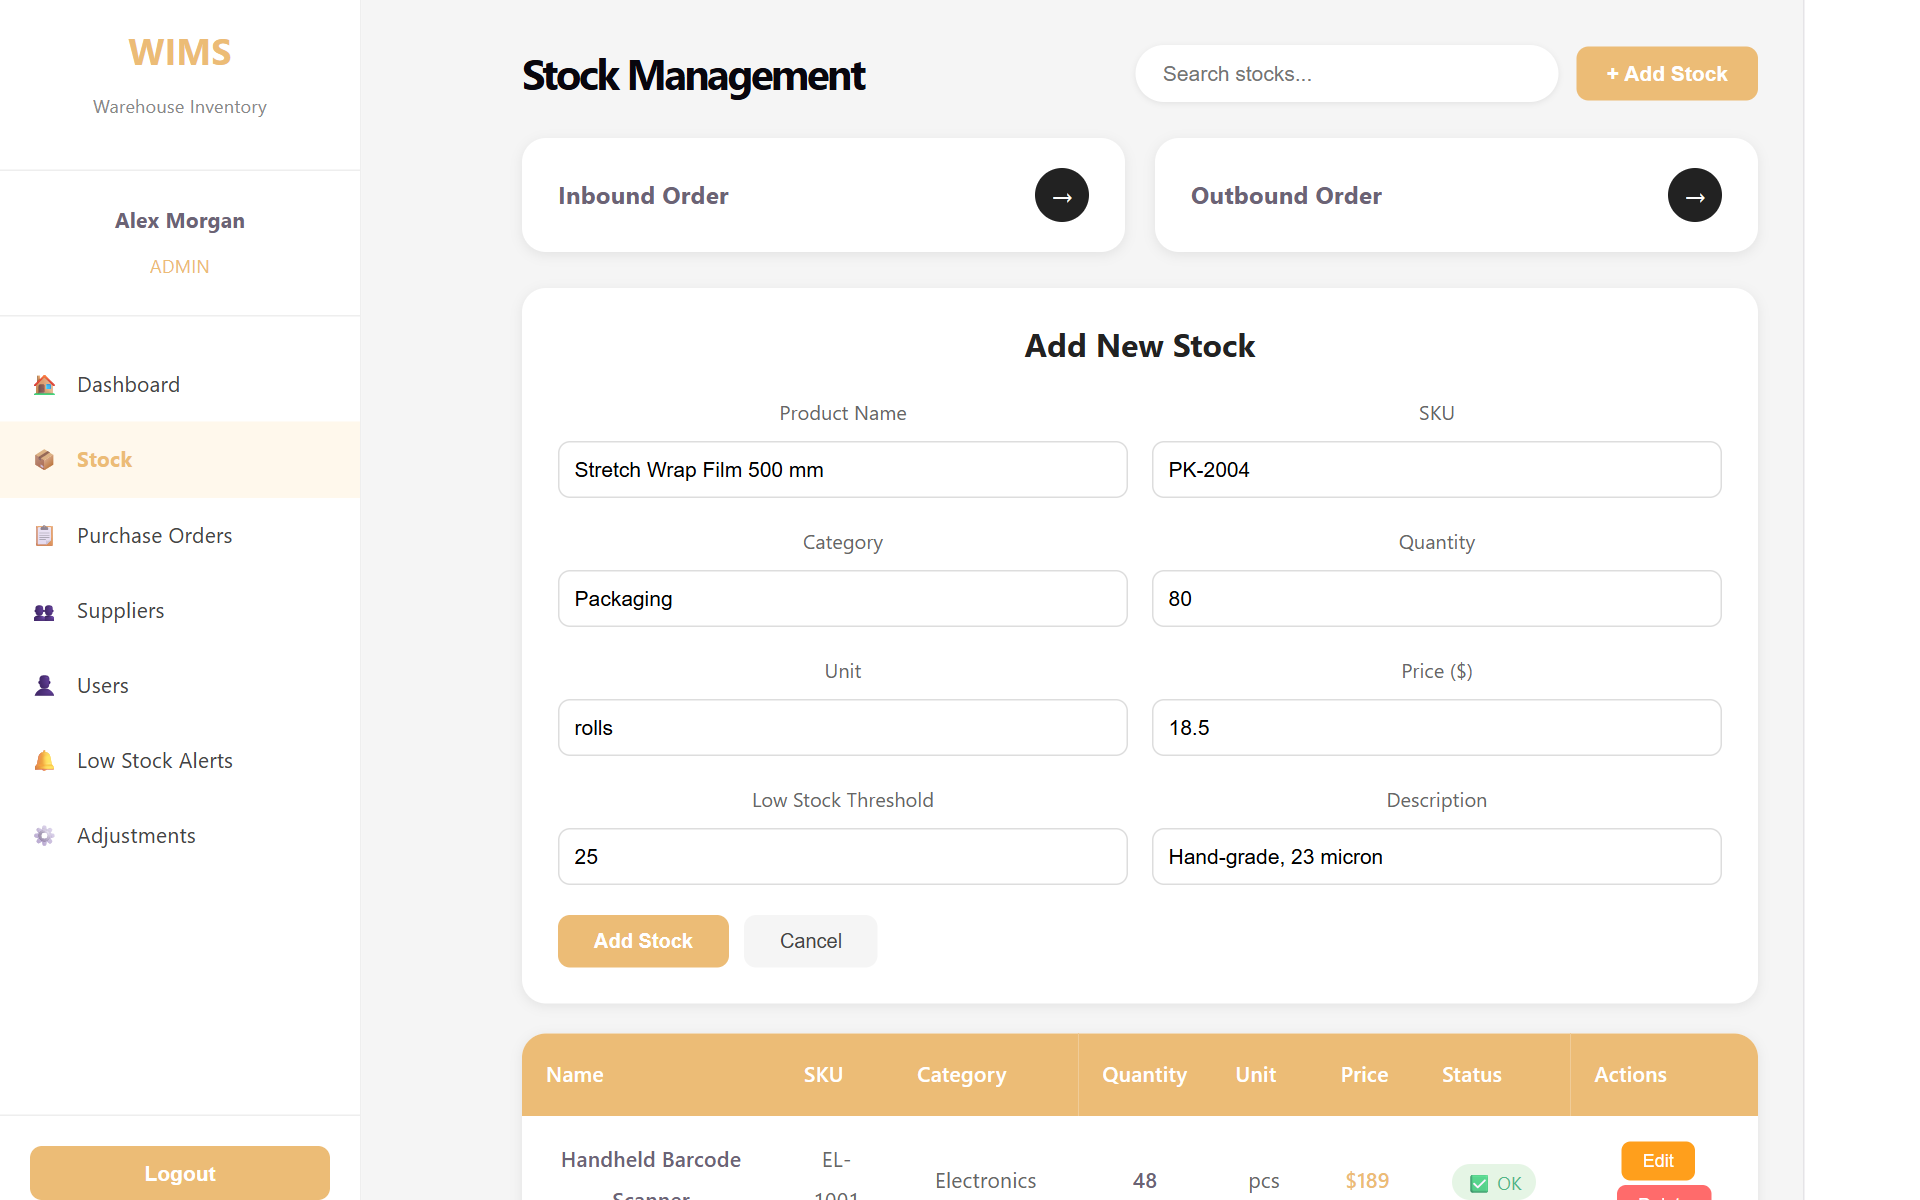 WIMS
Warehouse Inventory
Alex Morgan
ADMIN
Dashboard
Stock
Purchase Orders
Suppliers
Users
Low Stock Alerts
Adjustments
Logout
Stock Management
Search stocks...
+ Add Stock
Inbound Order
→
Outbound Order
→
Add New Stock
Product Name
SKU
Stretch Wrap Film 500 mm
PK-2004
Category
Quantity
Packaging
80
Unit
Price ($)
rolls
18.5
Low Stock Threshold
Description
25
Hand-grade, 23 micron
Add Stock
Cancel
Name SKU Category Quantity Unit Price Status Actions
Handheld Barcode
Scanner
EL-
1001
Electronics
48
pcs
$189
OK
Edit